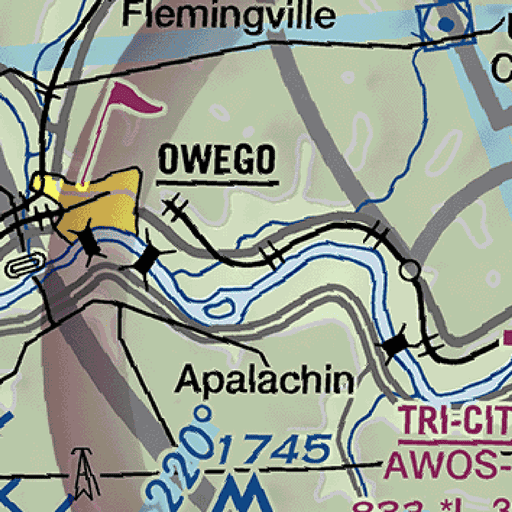 Flemingville
OWEGO
Apalachin
220°
1745
TRI-CIT
AWOS-